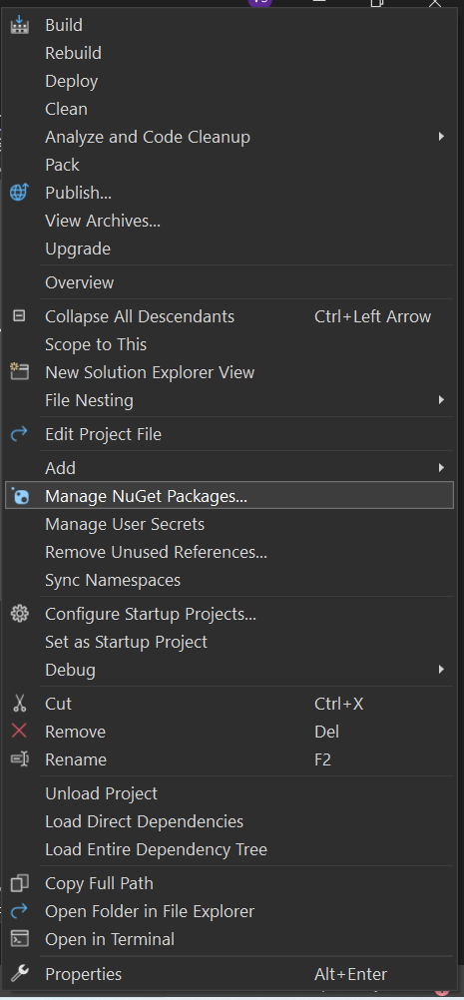 Build
Rebuild
Deploy
Clean
Analyze and Code Cleanup
Pack
Publish...
View Archives...
Upgrade
Overview
Collapse All Descendants Ctrl+Left Arrow
Scope to This
New Solution Explorer View
File Nesting
Edit Project File
Add
Manage NuGet Packages...
Manage User Secrets
Remove Unused References...
Sync Namespaces
Configure Startup Projects...
Set as Startup Project
Debug
Cut Ctrl+X
Remove Del
Rename F2
Unload Project
Load Direct Dependencies
Load Entire Dependency Tree
Copy Full Path
Open Folder in File Explorer
Open in Terminal
Properties Alt+Enter